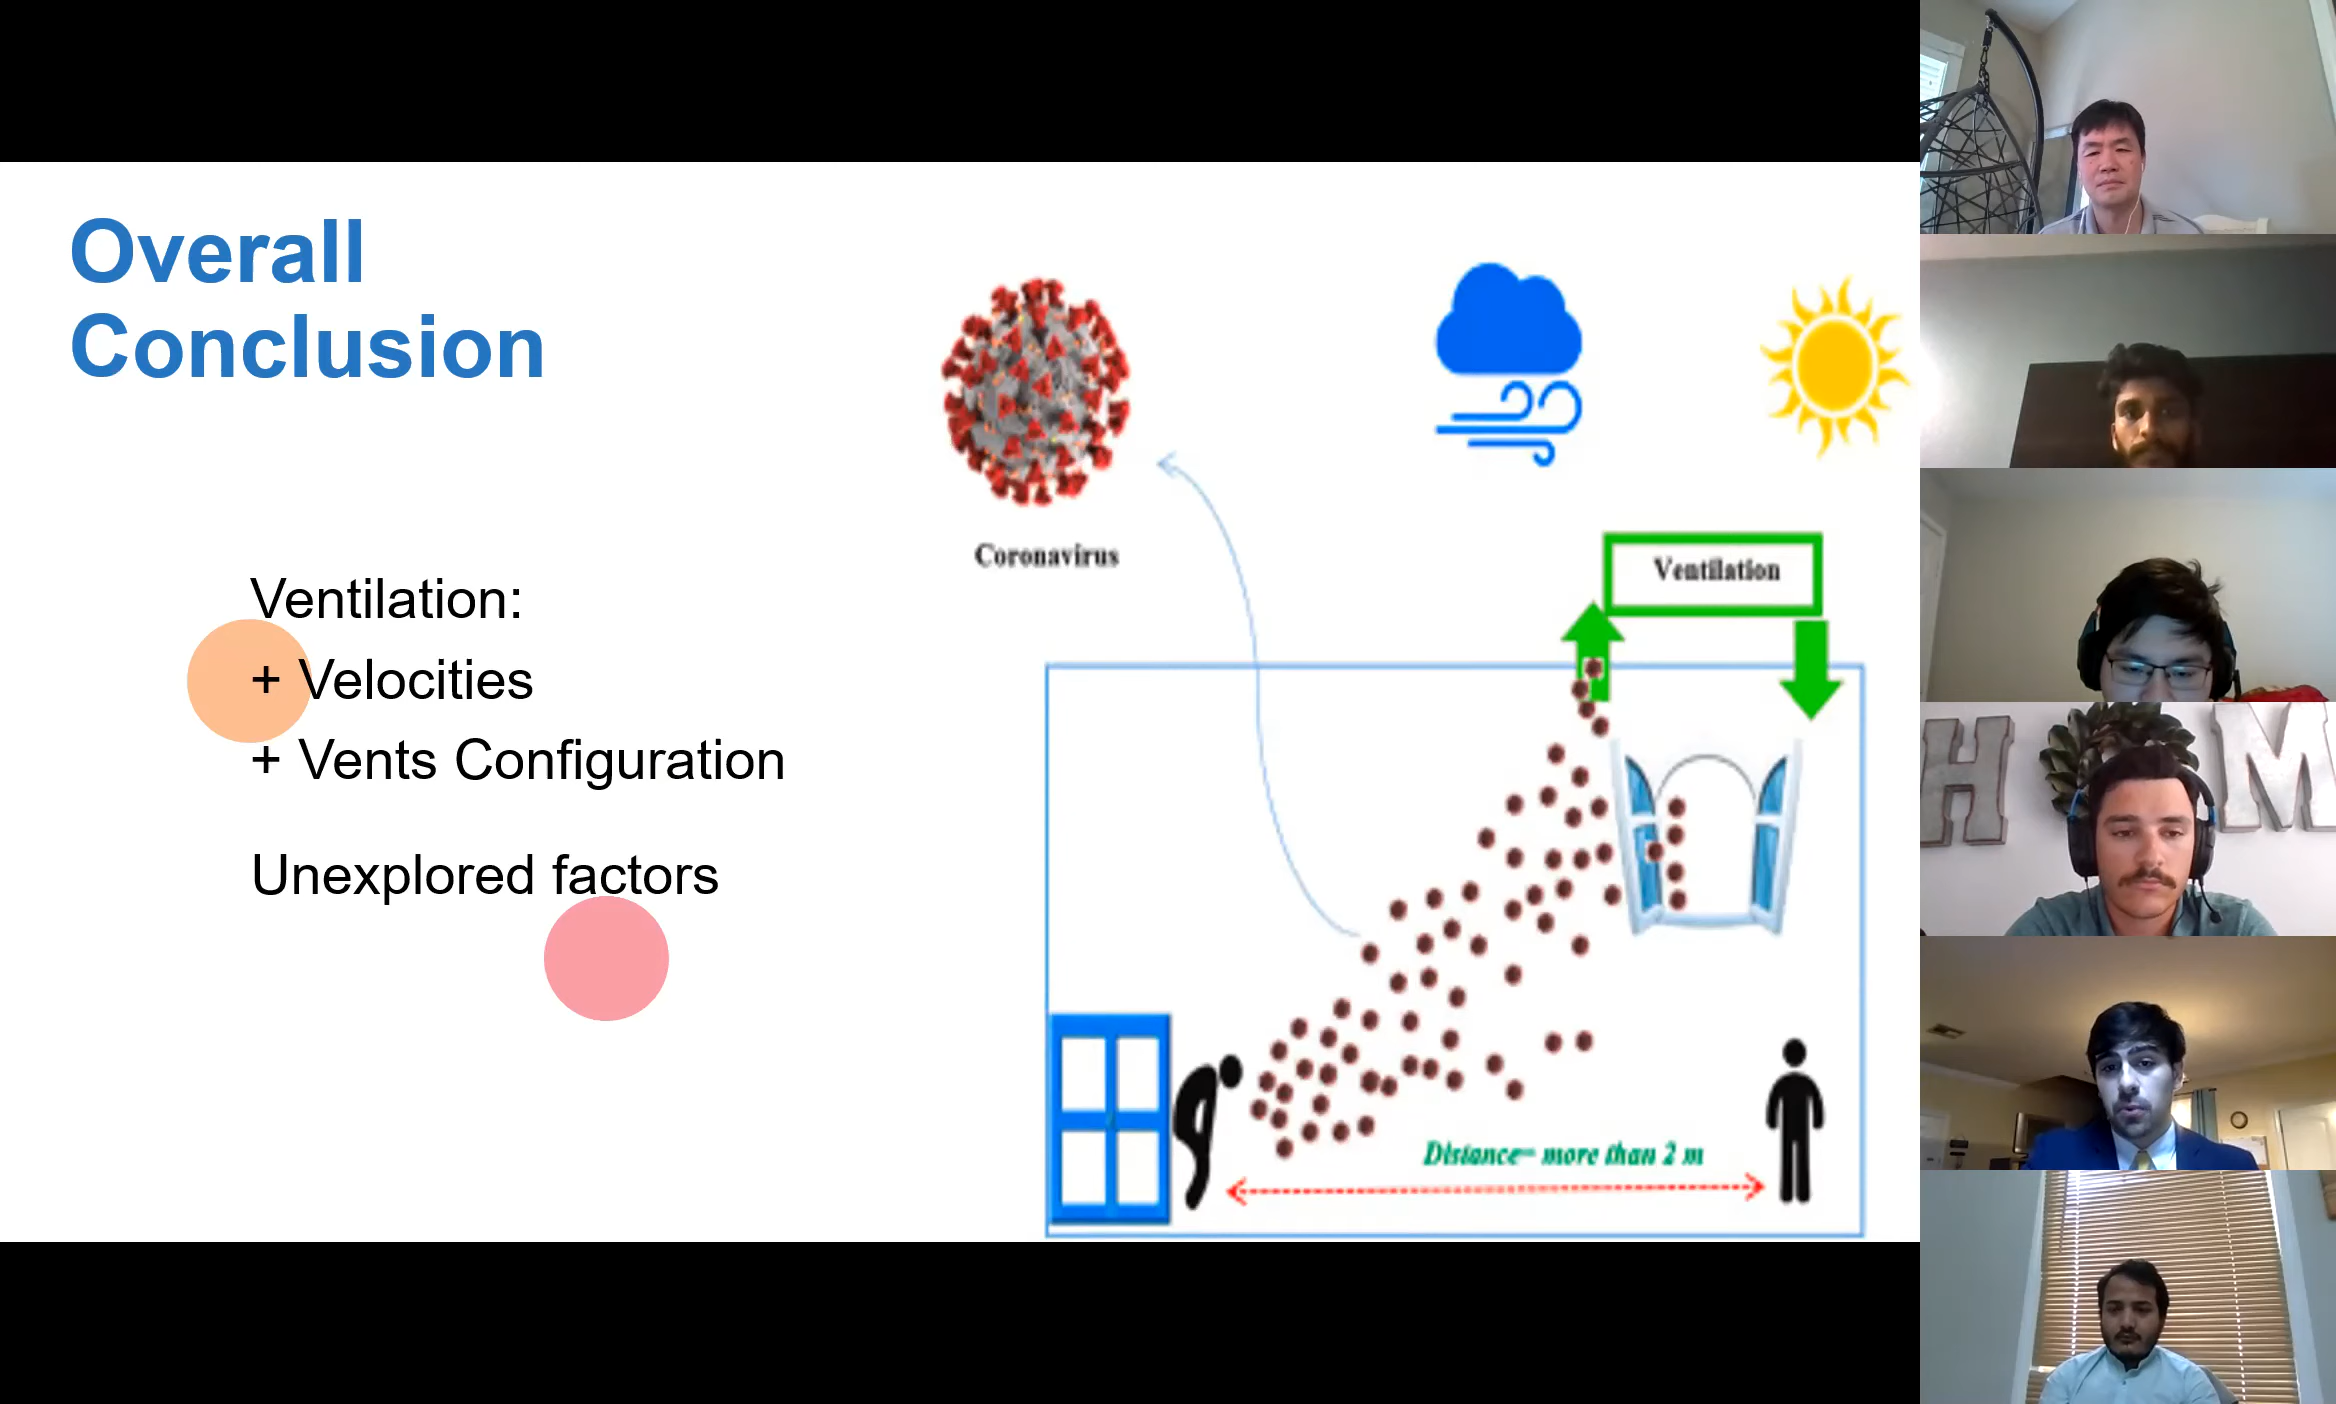 Overall
Conclusion
Ventilation:
+ Velocities
+ Vents Configuration
Unexplored factors
Coronavirus
Ventilation
Distance= more than 2 m
H M